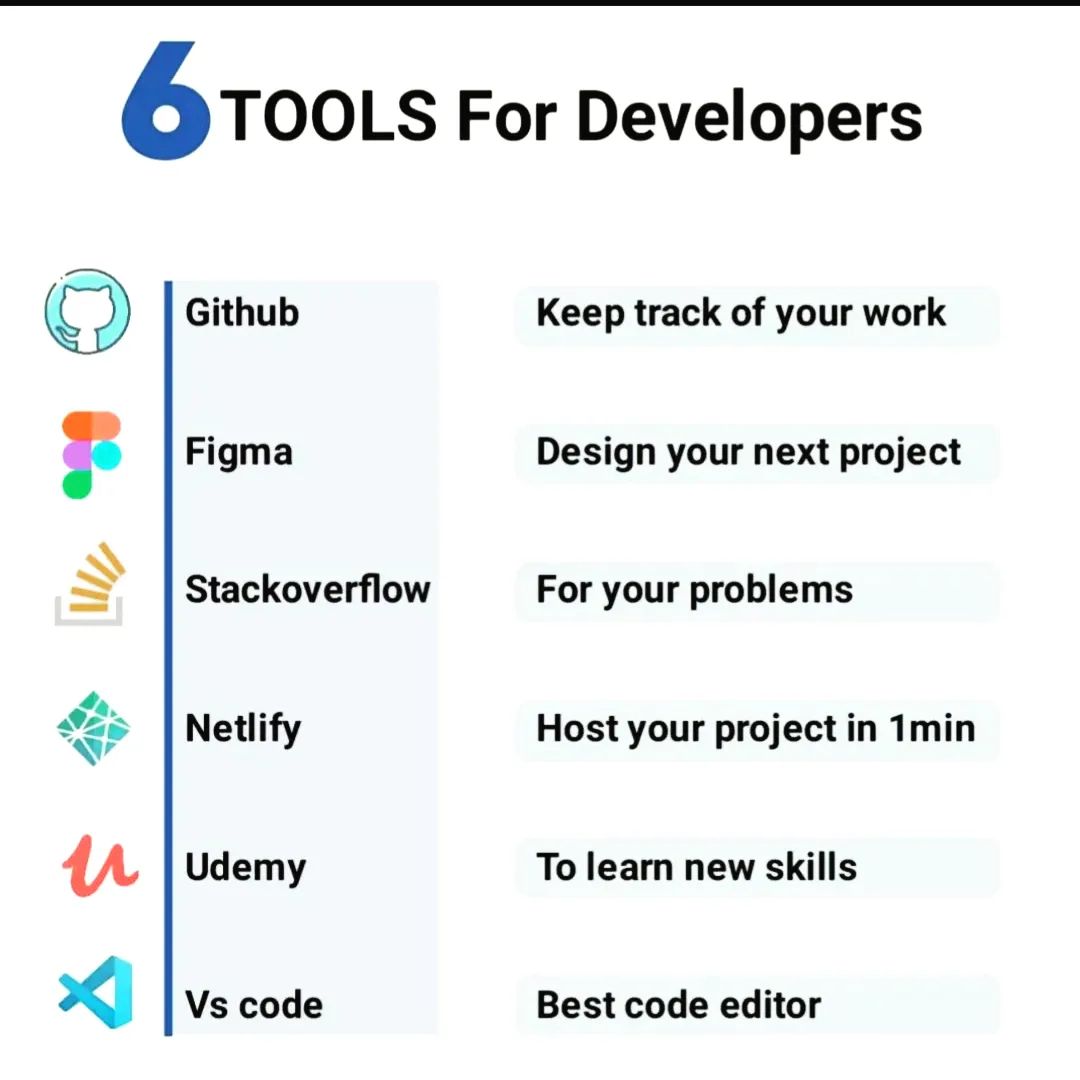 6 TOOLS For Developers
Github Keep track of your work
Figma Design your next project
Stackoverflow For your problems
Netlify Host your project in 1min
Udemy To learn new skills
Vs code Best code editor